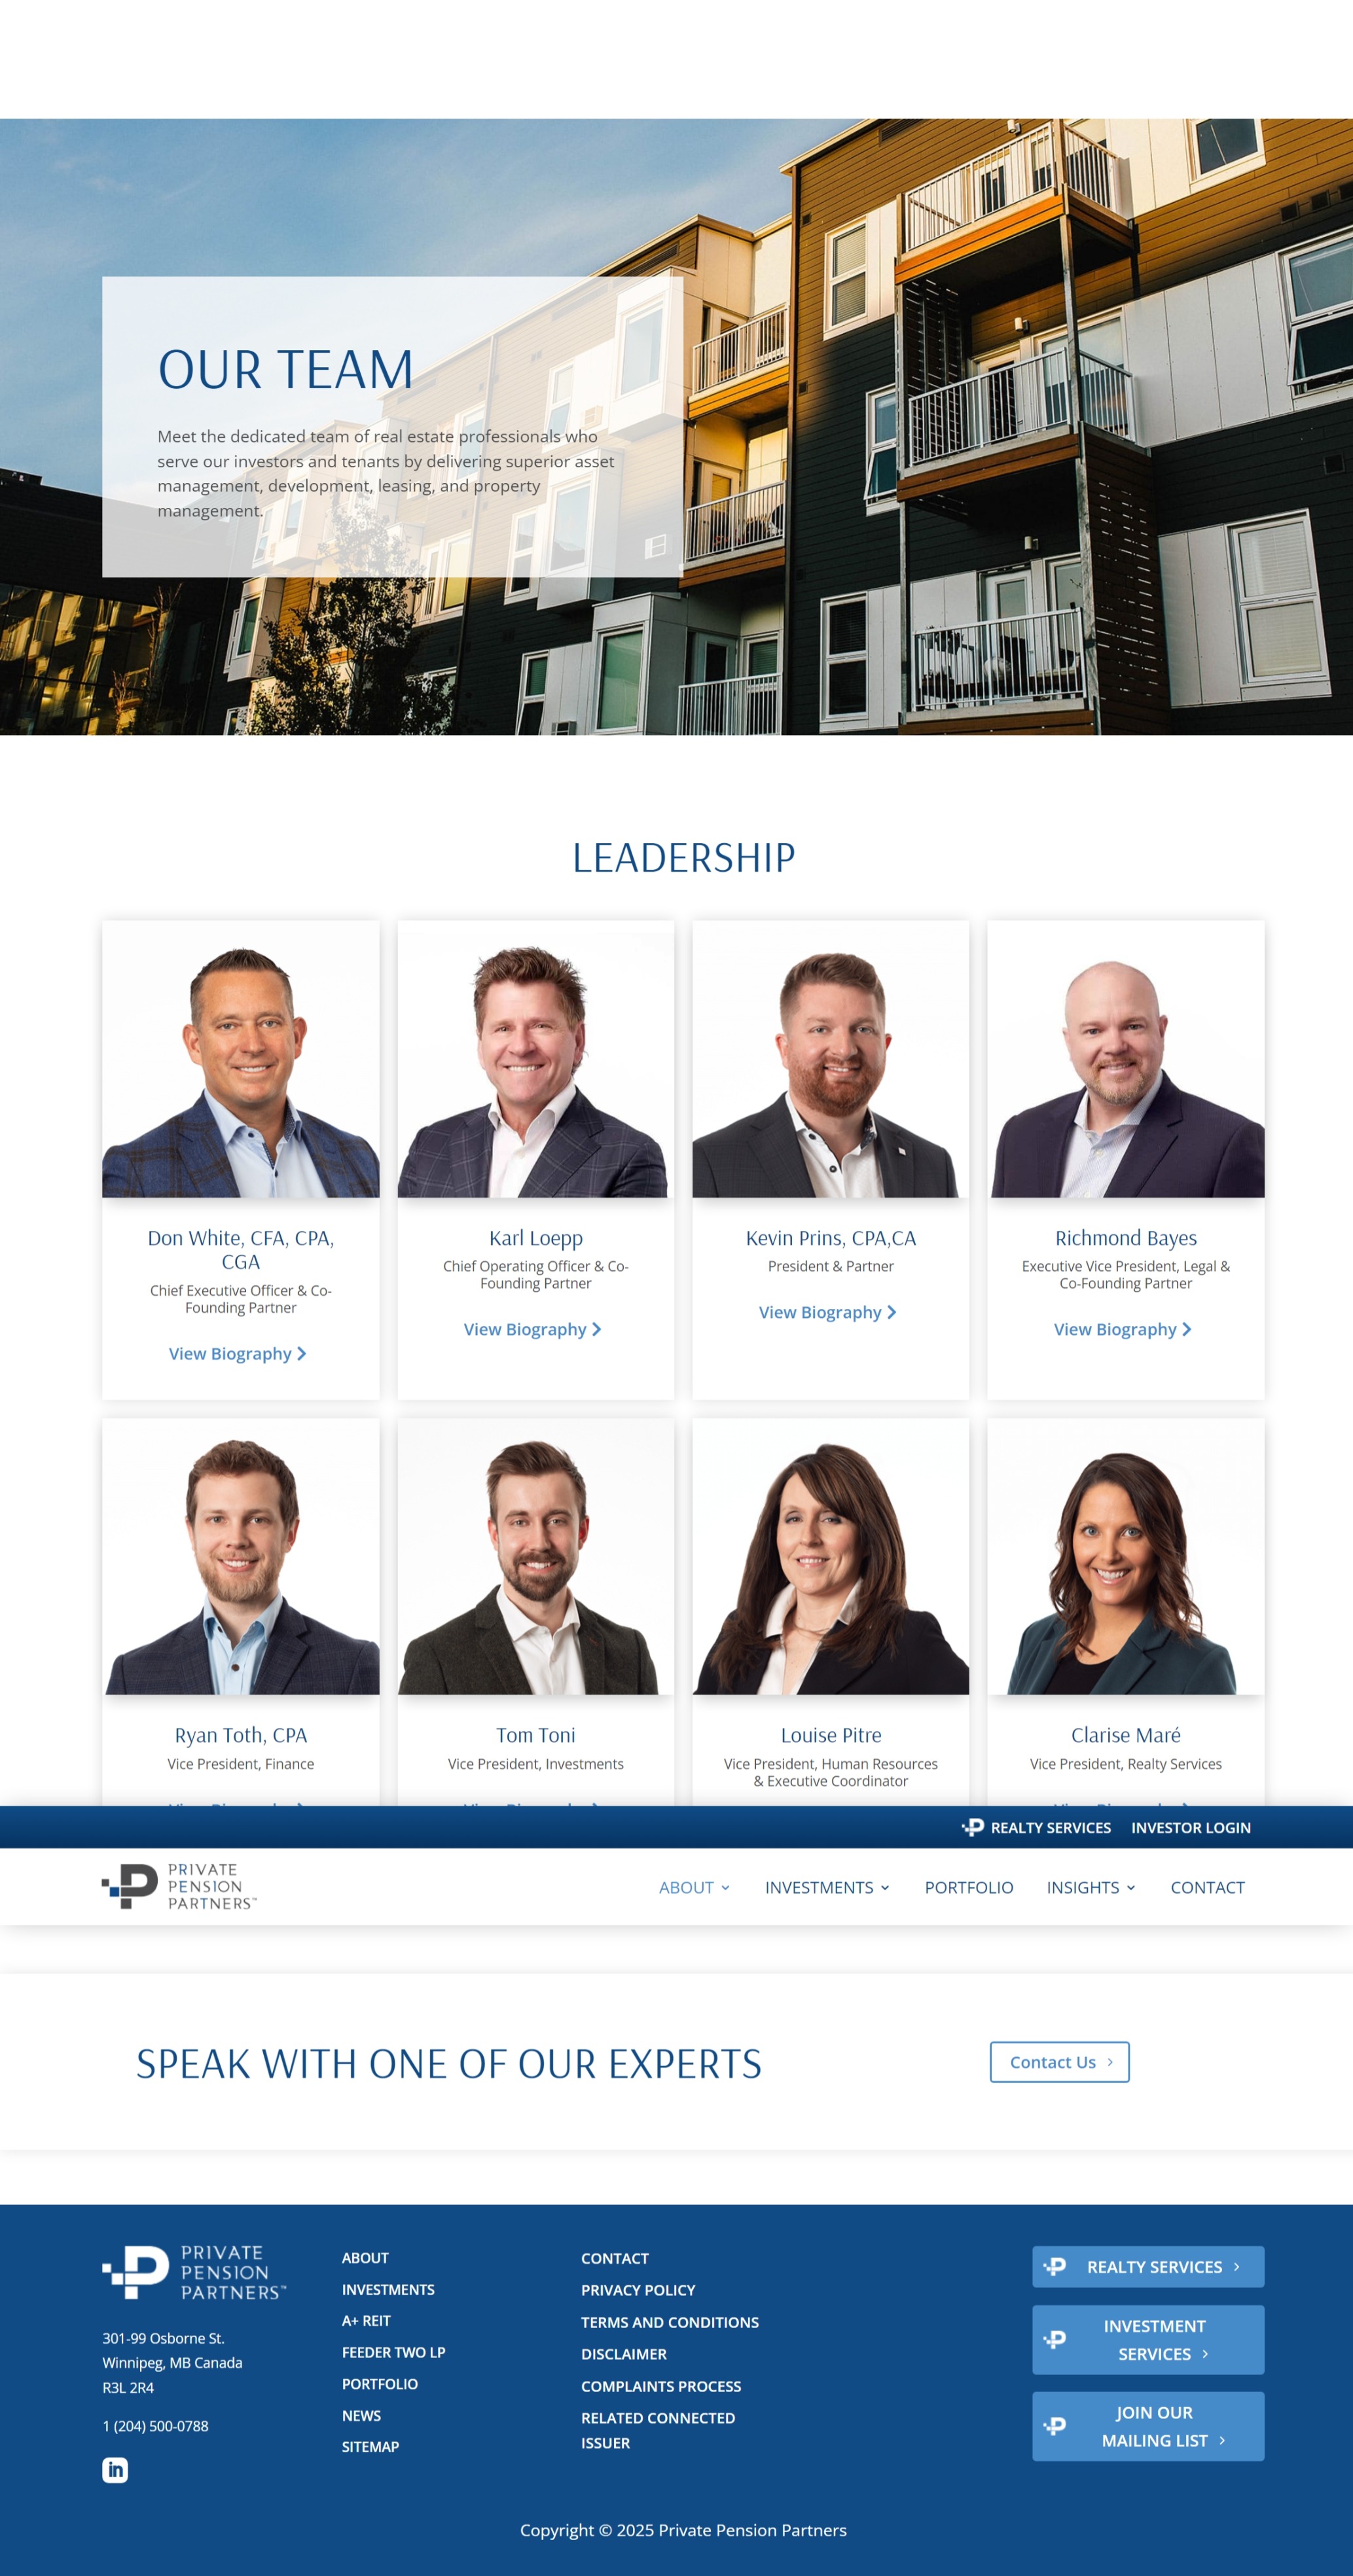 OUR TEAM
Meet the dedicated team of real estate professionals who
serve our investors and tenants by delivering superior asset
management, development, leasing, and property
management.
LEADERSHIP
Don White, CFA, CPA,
CGA
Chief Executive Officer & Co-
Founding Partner
View Biography
Karl Loepp
Chief Operating Officer & Co-
Founding Partner
View Biography
Kevin Prins, CPA,CA
President & Partner
View Biography
Richmond Bayes
Executive Vice President, Legal &
Co-Founding Partner
View Biography
Ryan Toth, CPA
Vice President, Finance
Tom Toni
Vice President, Investments
Louise Pitre
Vice President, Human Resources
& Executive Coordinator
Clarise Maré
Vice President, Realty Services
REALTY SERVICES
INVESTOR LOGIN
PRIVATE
PENSION
PARTNERS™
ABOUT
INVESTMENTS
PORTFOLIO
INSIGHTS
CONTACT
SPEAK WITH ONE OF OUR EXPERTS
Contact Us
PRIVATE
PENSION
PARTNERS™
301-99 Osborne St.
Winnipeg, MB Canada
R3L 2R4
1 (204) 500-0788
in
ABOUT
INVESTMENTS
A+ REIT
FEEDER TWO LP
PORTFOLIO
NEWS
SITEMAP
CONTACT
PRIVACY POLICY
TERMS AND CONDITIONS
DISCLAIMER
COMPLAINTS PROCESS
RELATED CONNECTED
ISSUER
REALTY SERVICES
INVESTMENT
SERVICES
JOIN OUR
MAILING LIST
Copyright © 2025 Private Pension Partners